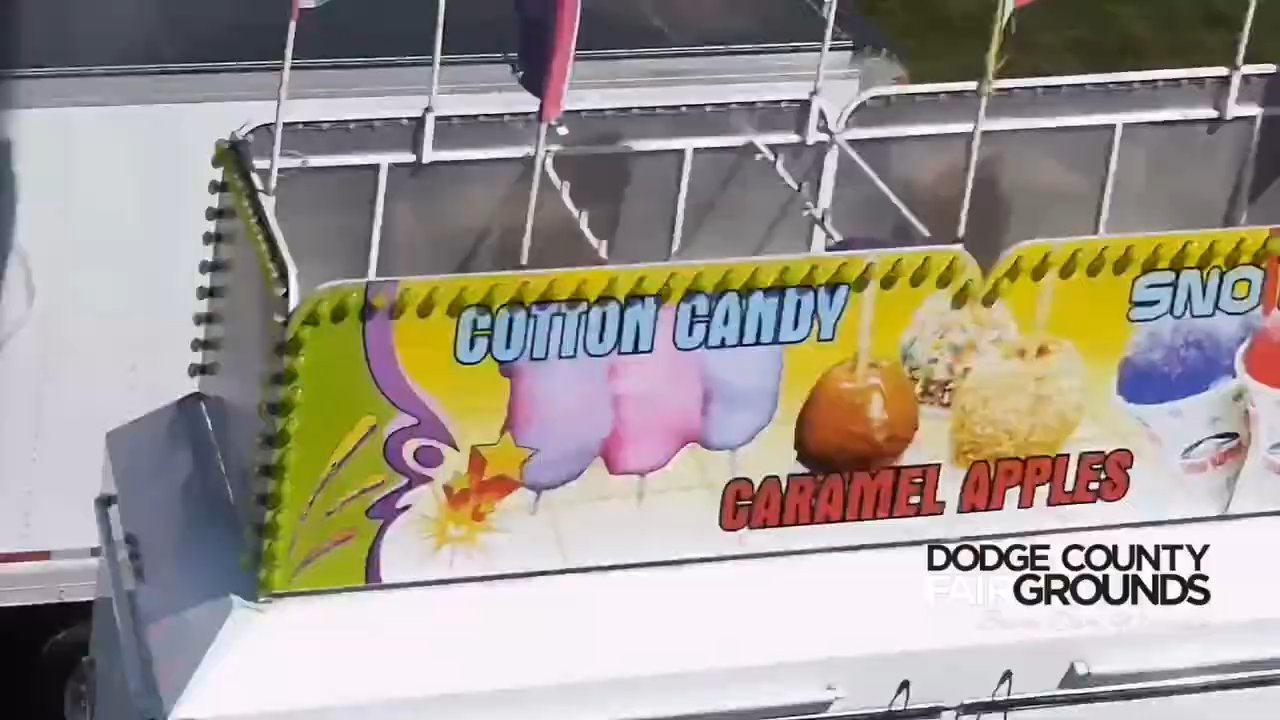 COTTON CANDY
SNO
CARAMEL APPLES
DODGE COUNTY
FAIRGROUNDS